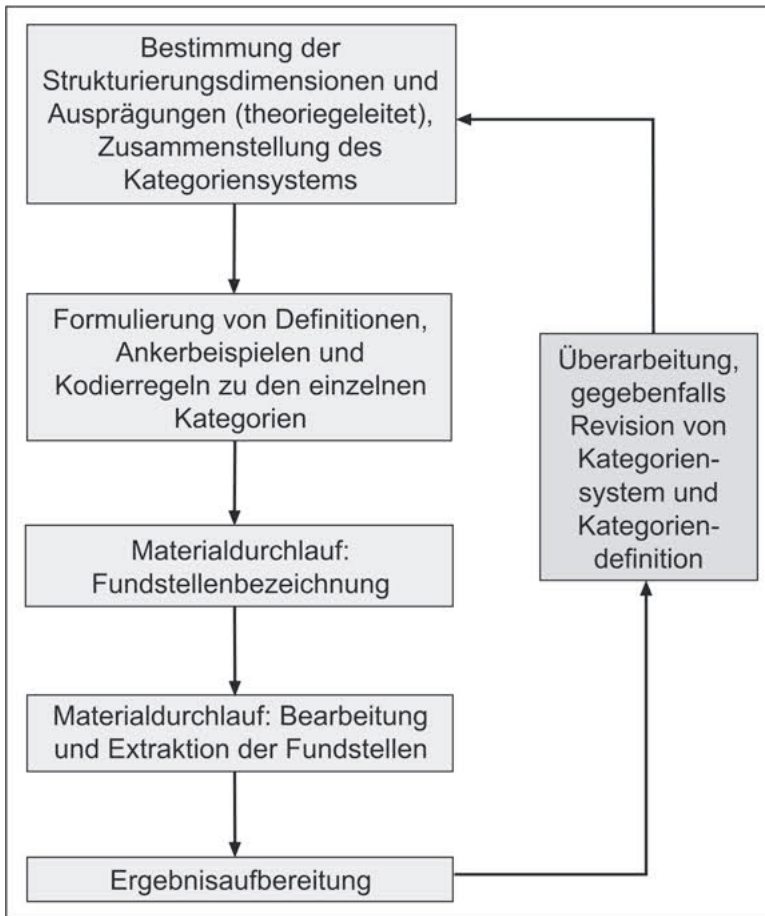 Bestimmung der
Strukturierungsdimensionen und
Ausprägungen (theoriegeleitet),
Zusammenstellung des
Kategoriensystems
Formulierung von Definitionen,
Ankerbeispielen und
Kodierregeln zu den einzelnen
Kategorien
Materialdurchlauf:
Fundstellenbezeichnung
Materialdurchlauf: Bearbeitung
und Extraktion der Fundstellen
Ergebnisaufbereitung
Überarbeitung,
gegebenfalls
Revision von
Kategorien-
system und
Kategorien-
definition